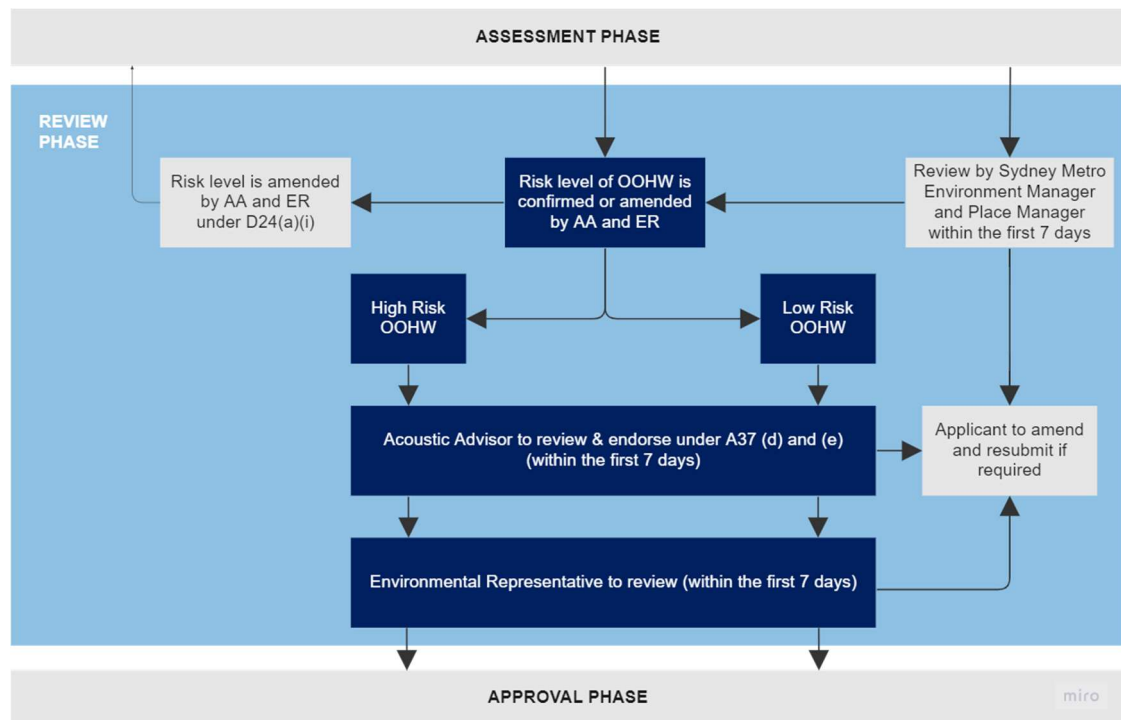 ASSESSMENT PHASE
REVIEW
PHASE
Risk level is amended
by AA and ER
under D24(a)(i)
Risk level of OOHW is
confirmed or amended
by AA and ER
Review by Sydney Metro
Environment Manager
and Place Manager
within the first 7 days
High Risk
OOHW
Low Risk
OOHW
Acoustic Advisor to review & endorse under A37 (d) and (e)
(within the first 7 days)
Applicant to amend
and resubmit if
required
Environmental Representative to review (within the first 7 days)
APPROVAL PHASE
miro